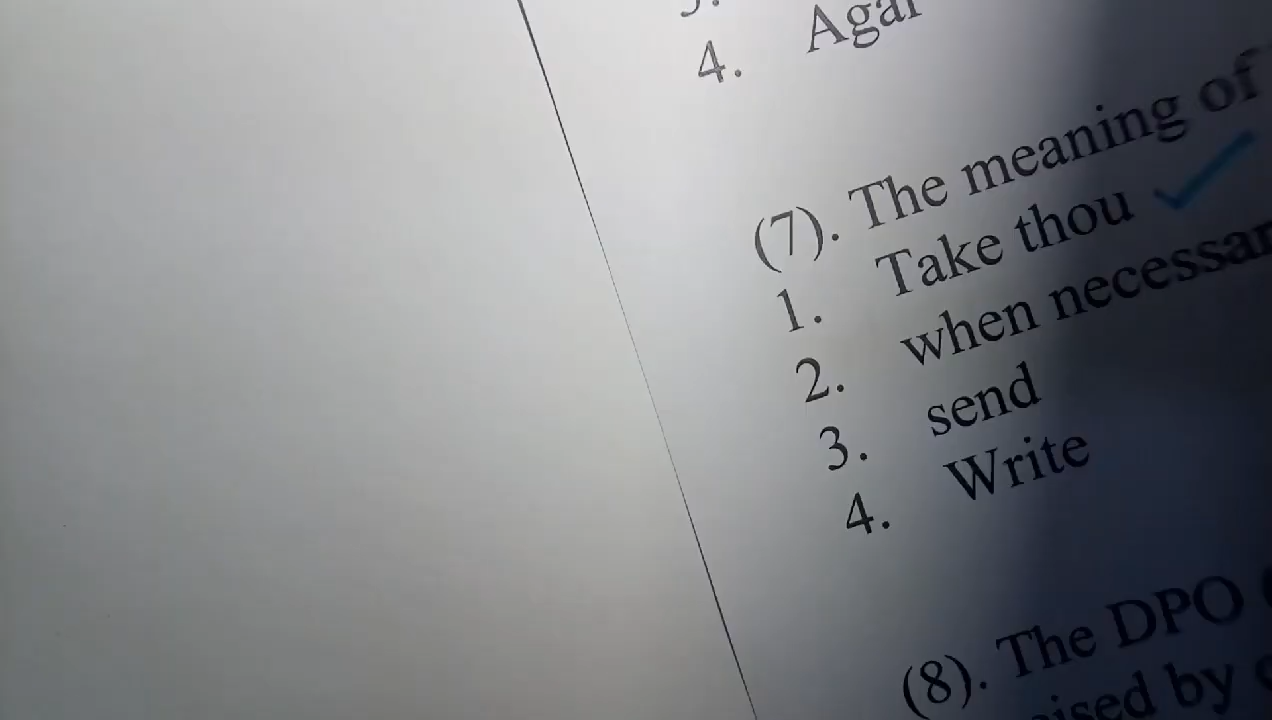 4. Agai
(7). The meaning of
1. Take thou
2. when necessar
3. send
4. Write
(8). The DPO
ised by